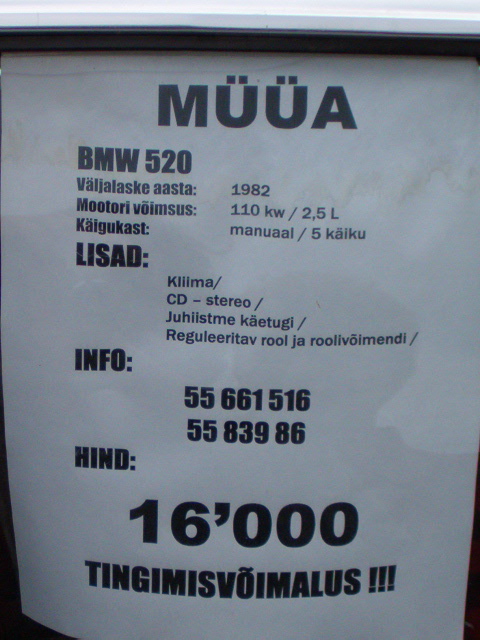 MÜÜA
BMW 520
Väljalaske aasta: 1982
Mootori võimsus: 110 kw / 2,5 L
Käigukast: manuaal / 5 käiku
LISAD:
Kliima/
CD – stereo /
Juhiistme käetugi /
Reguleeritav rool ja roolivõimendi /
INFO:
55 661 516
55 839 86
HIND:
16’000
TINGIMISVÕIMALUS !!!